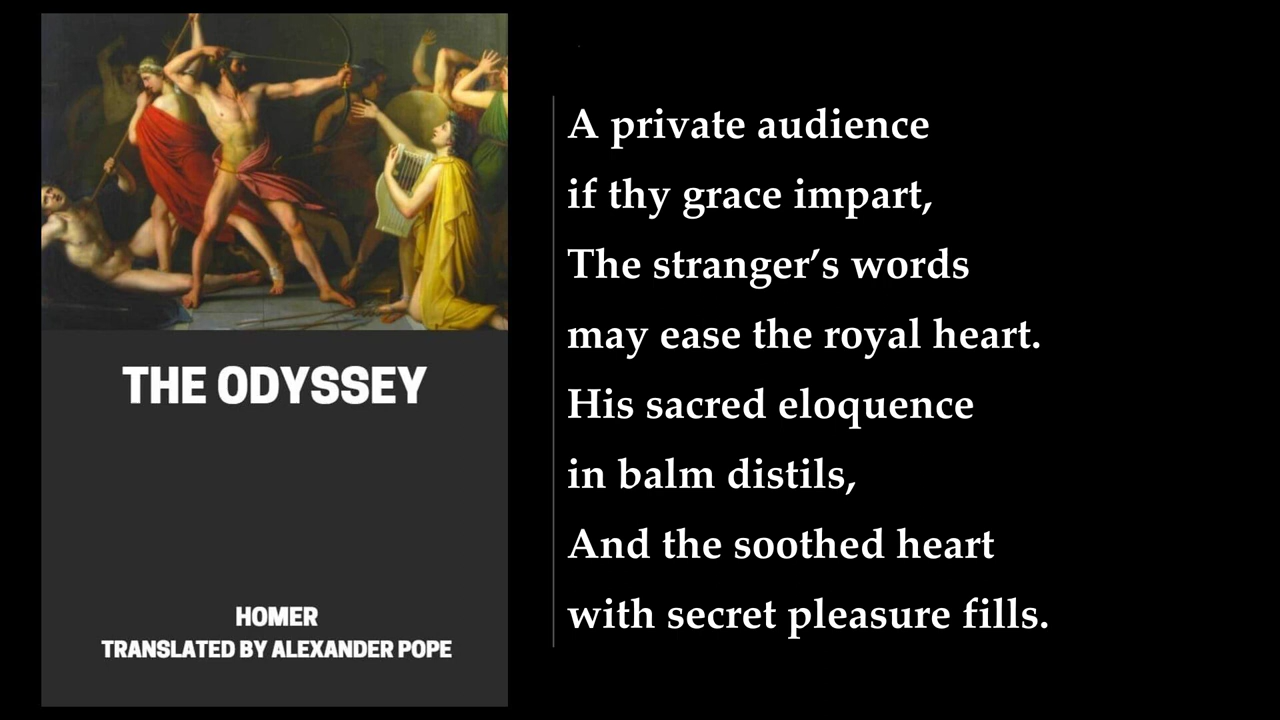 THE ODYSSEY
HOMER
TRANSLATED BY ALEXANDER POPE
A private audience
if thy grace impart,
The stranger’s words
may ease the royal heart.
His sacred eloquence
in balm distils,
And the soothed heart
with secret pleasure fills.